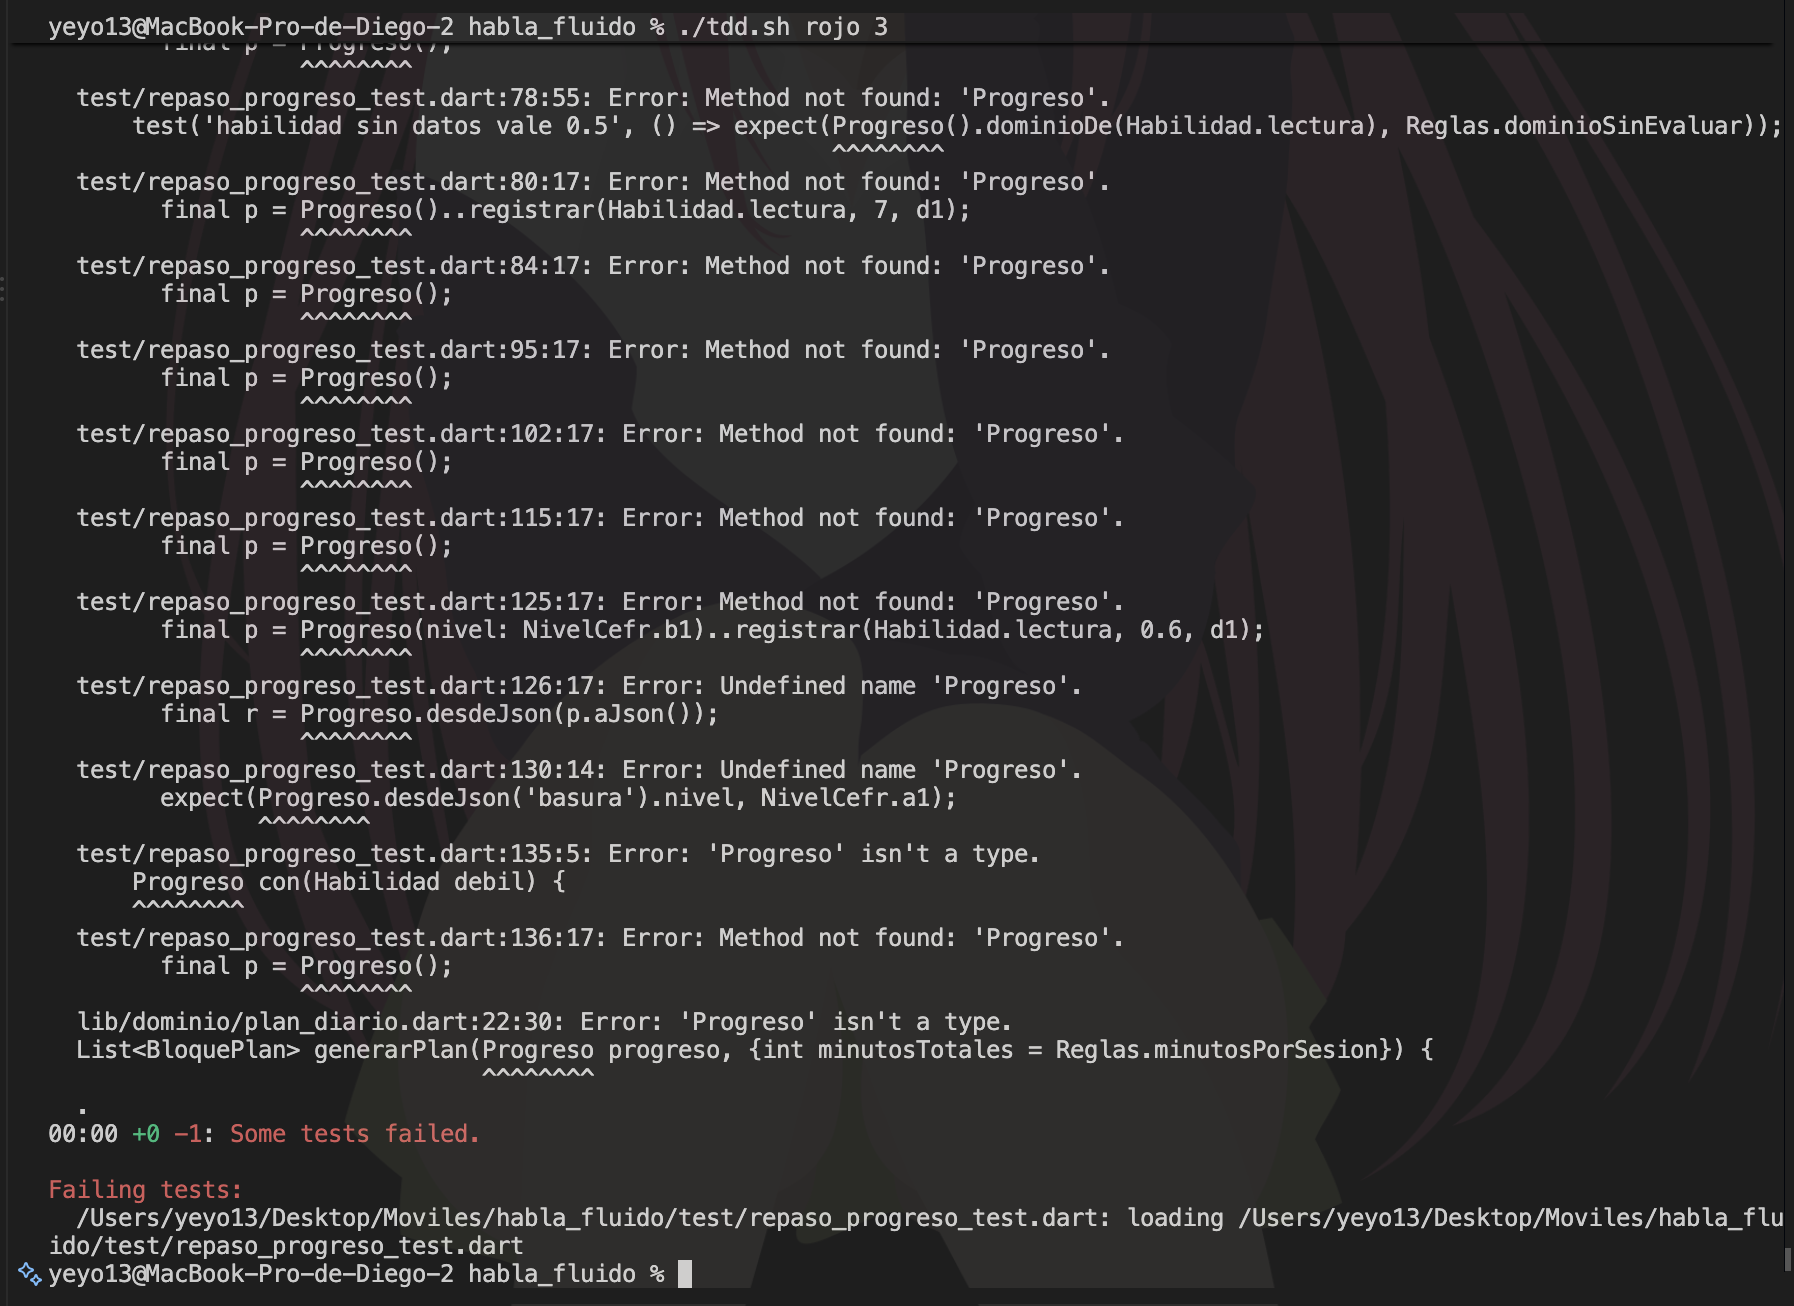 yeyo13@MacBook-Pro-de-Diego-2 habla_fluido % ./tdd.sh rojo 3
final p = Progreso();
^^^^^^^^
test/repaso_progreso_test.dart:78:55: Error: Method not found: 'Progreso'.
test('habilidad sin datos vale 0.5', () => expect(Progreso().dominioDe(Habilidad.lectura), Reglas.dominioSinEvaluar));
^^^^^^^^
test/repaso_progreso_test.dart:80:17: Error: Method not found: 'Progreso'.
final p = Progreso()..registrar(Habilidad.lectura, 7, d1);
^^^^^^^^
test/repaso_progreso_test.dart:84:17: Error: Method not found: 'Progreso'.
final p = Progreso();
^^^^^^^^
test/repaso_progreso_test.dart:95:17: Error: Method not found: 'Progreso'.
final p = Progreso();
^^^^^^^^
test/repaso_progreso_test.dart:102:17: Error: Method not found: 'Progreso'.
final p = Progreso();
^^^^^^^^
test/repaso_progreso_test.dart:115:17: Error: Method not found: 'Progreso'.
final p = Progreso();
^^^^^^^^
test/repaso_progreso_test.dart:125:17: Error: Method not found: 'Progreso'.
final p = Progreso(nivel: NivelCefr.b1)..registrar(Habilidad.lectura, 0.6, d1);
^^^^^^^^
test/repaso_progreso_test.dart:126:17: Error: Undefined name 'Progreso'.
final r = Progreso.desdeJson(p.aJson());
^^^^^^^^
test/repaso_progreso_test.dart:130:14: Error: Undefined name 'Progreso'.
expect(Progreso.desdeJson('basura').nivel, NivelCefr.a1);
^^^^^^^^
test/repaso_progreso_test.dart:135:5: Error: 'Progreso' isn't a type.
Progreso con(Habilidad debil) {
^^^^^^^^
test/repaso_progreso_test.dart:136:17: Error: Method not found: 'Progreso'.
final p = Progreso();
^^^^^^^^
lib/dominio/plan_diario.dart:22:30: Error: 'Progreso' isn't a type.
List<BloquePlan> generarPlan(Progreso progreso, {int minutosTotales = Reglas.minutosPorSesion}) {
^^^^^^^^
.
00:00 +0 -1: Some tests failed.
Failing tests:
/Users/yeyo13/Desktop/Moviles/habla_fluido/test/repaso_progreso_test.dart: loading /Users/yeyo13/Desktop/Moviles/habla_flu
ido/test/repaso_progreso_test.dart
yeyo13@MacBook-Pro-de-Diego-2 habla_fluido %